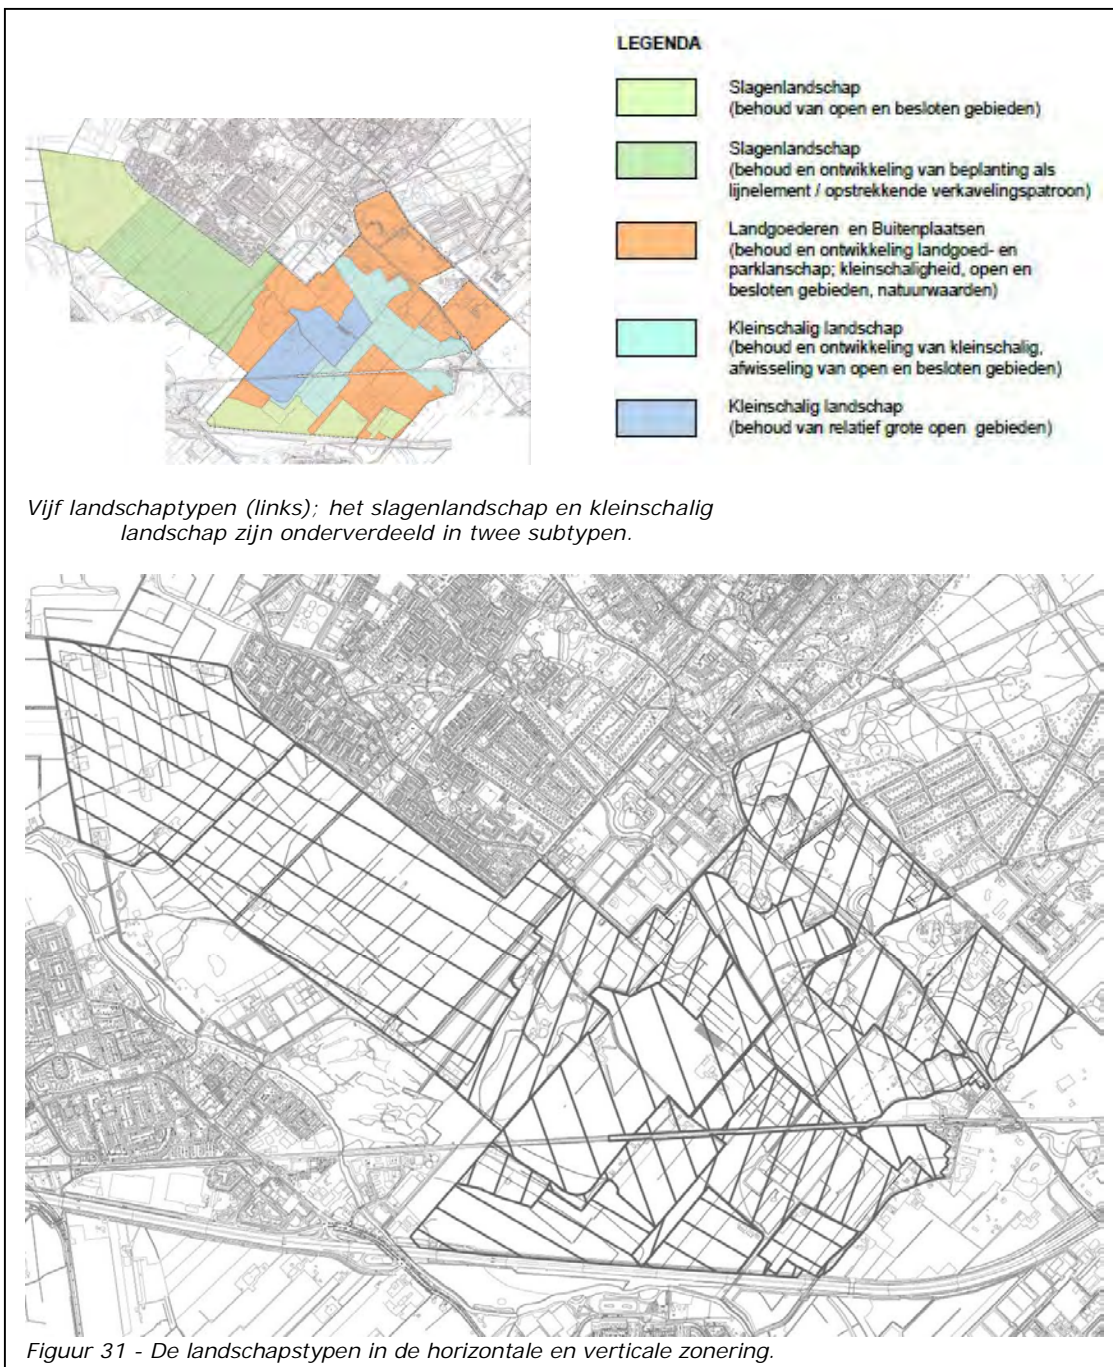 LEGENDA
Slagenlandschap
(behoud van open en besloten gebieden)
Slagenlandschap
(behoud en ontwikkeling van beplanting als
lijnelement / opstrekkende verkavelingspatroon)
Landgoederen en Buitenplaatsen
(behoud en ontwikkeling landgoed- en
parklanschap; kleinschaligheid, open en
besloten gebieden, natuurwaarden)
Kleinschalig landschap
(behoud en ontwikkeling van kleinschalig,
afwisseling van open en besloten gebieden)
Kleinschalig landschap
(behoud van relatief grote open gebieden)
Vijf landschaptypen (links); het slagenlandschap en kleinschalig
landschap zijn onderverdeeld in twee subtypen.
Figuur 31 - De landschapstypen in de horizontale en verticale zonering.